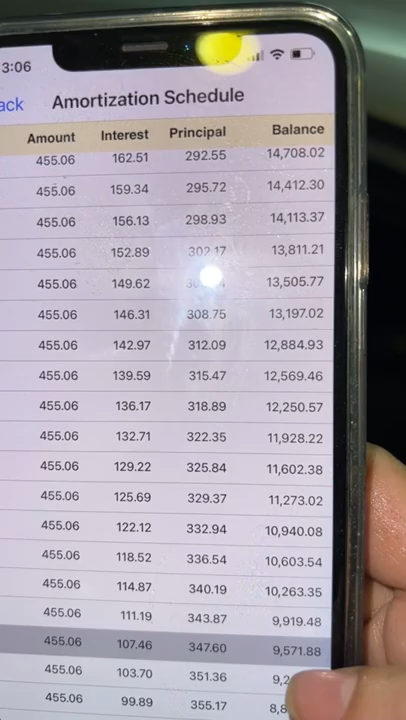 3:06
ack Amortization Schedule
Amount Interest Principal Balance
455.06 162.51 292.55 14,708.02
455.06 159.34 295.72 14,412.30
455.06 156.13 298.93 14,113.37
455.06 152.89 302.17 13,811.21
455.06 149.62 13,505.77
455.06 146.31 308.75 13,197.02
455.06 142.97 312.09 12,884.93
455.06 139.59 315.47 12,569.46
455.06 136.17 318.89 12,250.57
455.06 132.71 322.35 11,928.22
455.06 129.22 325.84 11,602.38
455.06 125.69 329.37 11,273.02
455.06 122.12 332.94 10,940.08
455.06 118.52 336.54 10,603.54
455.06 114.87 340.19 10,263.35
455.06 111.19 343.87 9,919.48
455.06 107.46 347.60 9,571.88
455.06 103.70 351.36
455.06 99.89 355.17